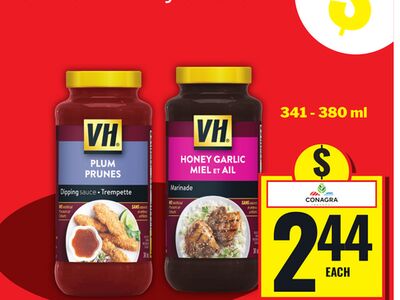 $
VH
PLUM
PRUNES
Dipping sauce • Trempette
VH
HONEY GARLIC
MIEL ET AIL
Marinade
341 - 380 ml
$
CONAGRA
2 44
EACH